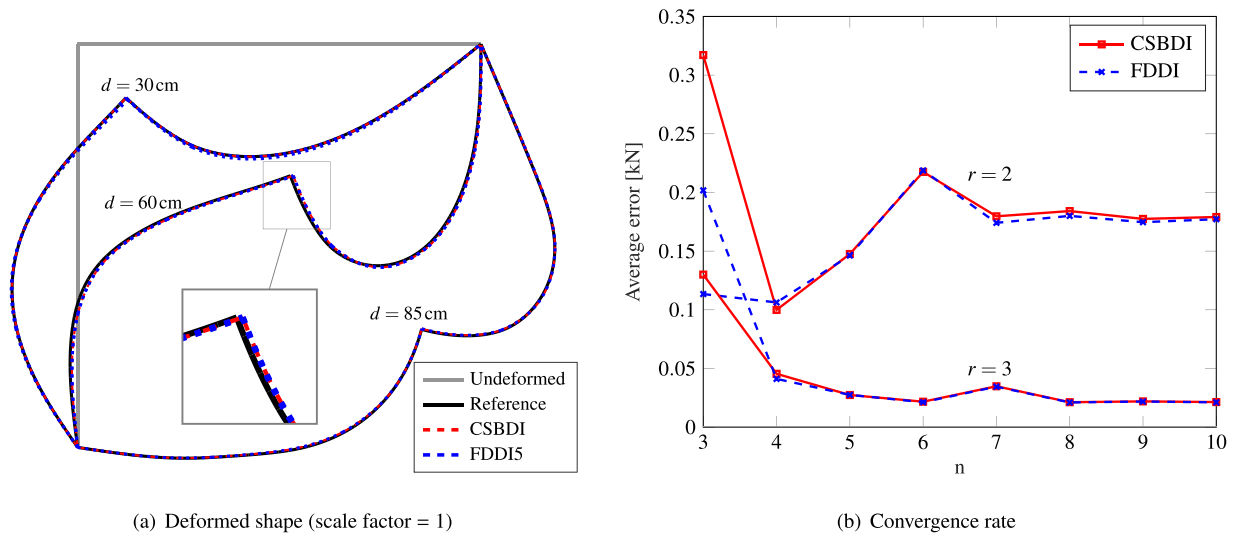 d = 30 cm
d = 60 cm
d = 85 cm
Undeformed
Reference
CSBDI
FDDI5
(a) Deformed shape (scale factor = 1)
0.35
0.3
0.25
0.2
0.15
0.1
0.05
0
Average error [kN]
3 4 5 6 7 8 9 10
n
CSBDI
FDDI
r = 2
r = 3
(b) Convergence rate